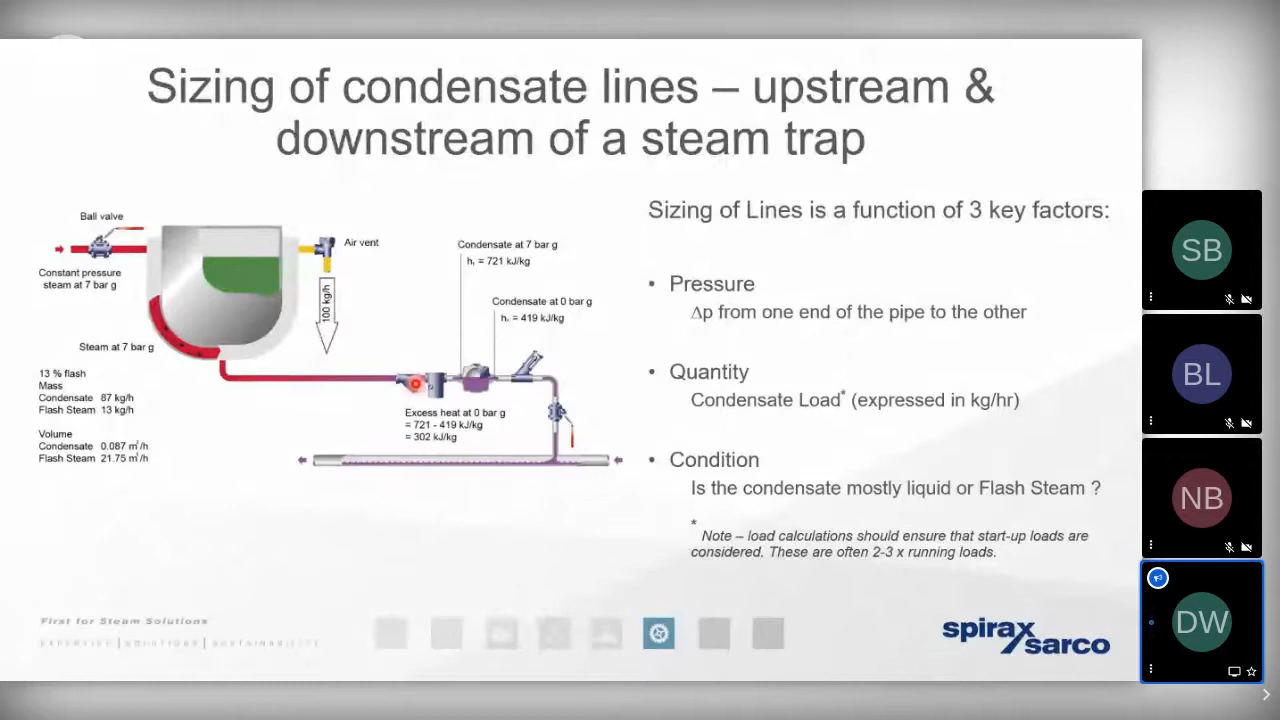 Sizing of condensate lines – upstream &
downstream of a steam trap
Ball valve
Air vent
Constant pressure
steam at 7 bar g
100 kg/h
Steam at 7 bar g
13 % flash
Mass
Condensate 87 kg/h
Flash Steam 13 kg/h
Volume
Condensate 0.087 m³/h
Flash Steam 21.75 m³/h
Condensate at 7 bar g
hf = 721 kJ/kg
Condensate at 0 bar g
hf = 419 kJ/kg
Excess heat at 0 bar g
= 721 - 419 kJ/kg
= 302 kJ/kg
Sizing of Lines is a function of 3 key factors:
• Pressure
Δp from one end of the pipe to the other
• Quantity
Condensate Load* (expressed in kg/hr)
• Condition
Is the condensate mostly liquid or Flash Steam ?
* Note – load calculations should ensure that start-up loads are
considered. These are often 2-3 x running loads.
First for Steam Solutions
EXPERTISE | SOLUTIONS | SUSTAINABILITY
spirax
sarco
SB
BL
NB
DW